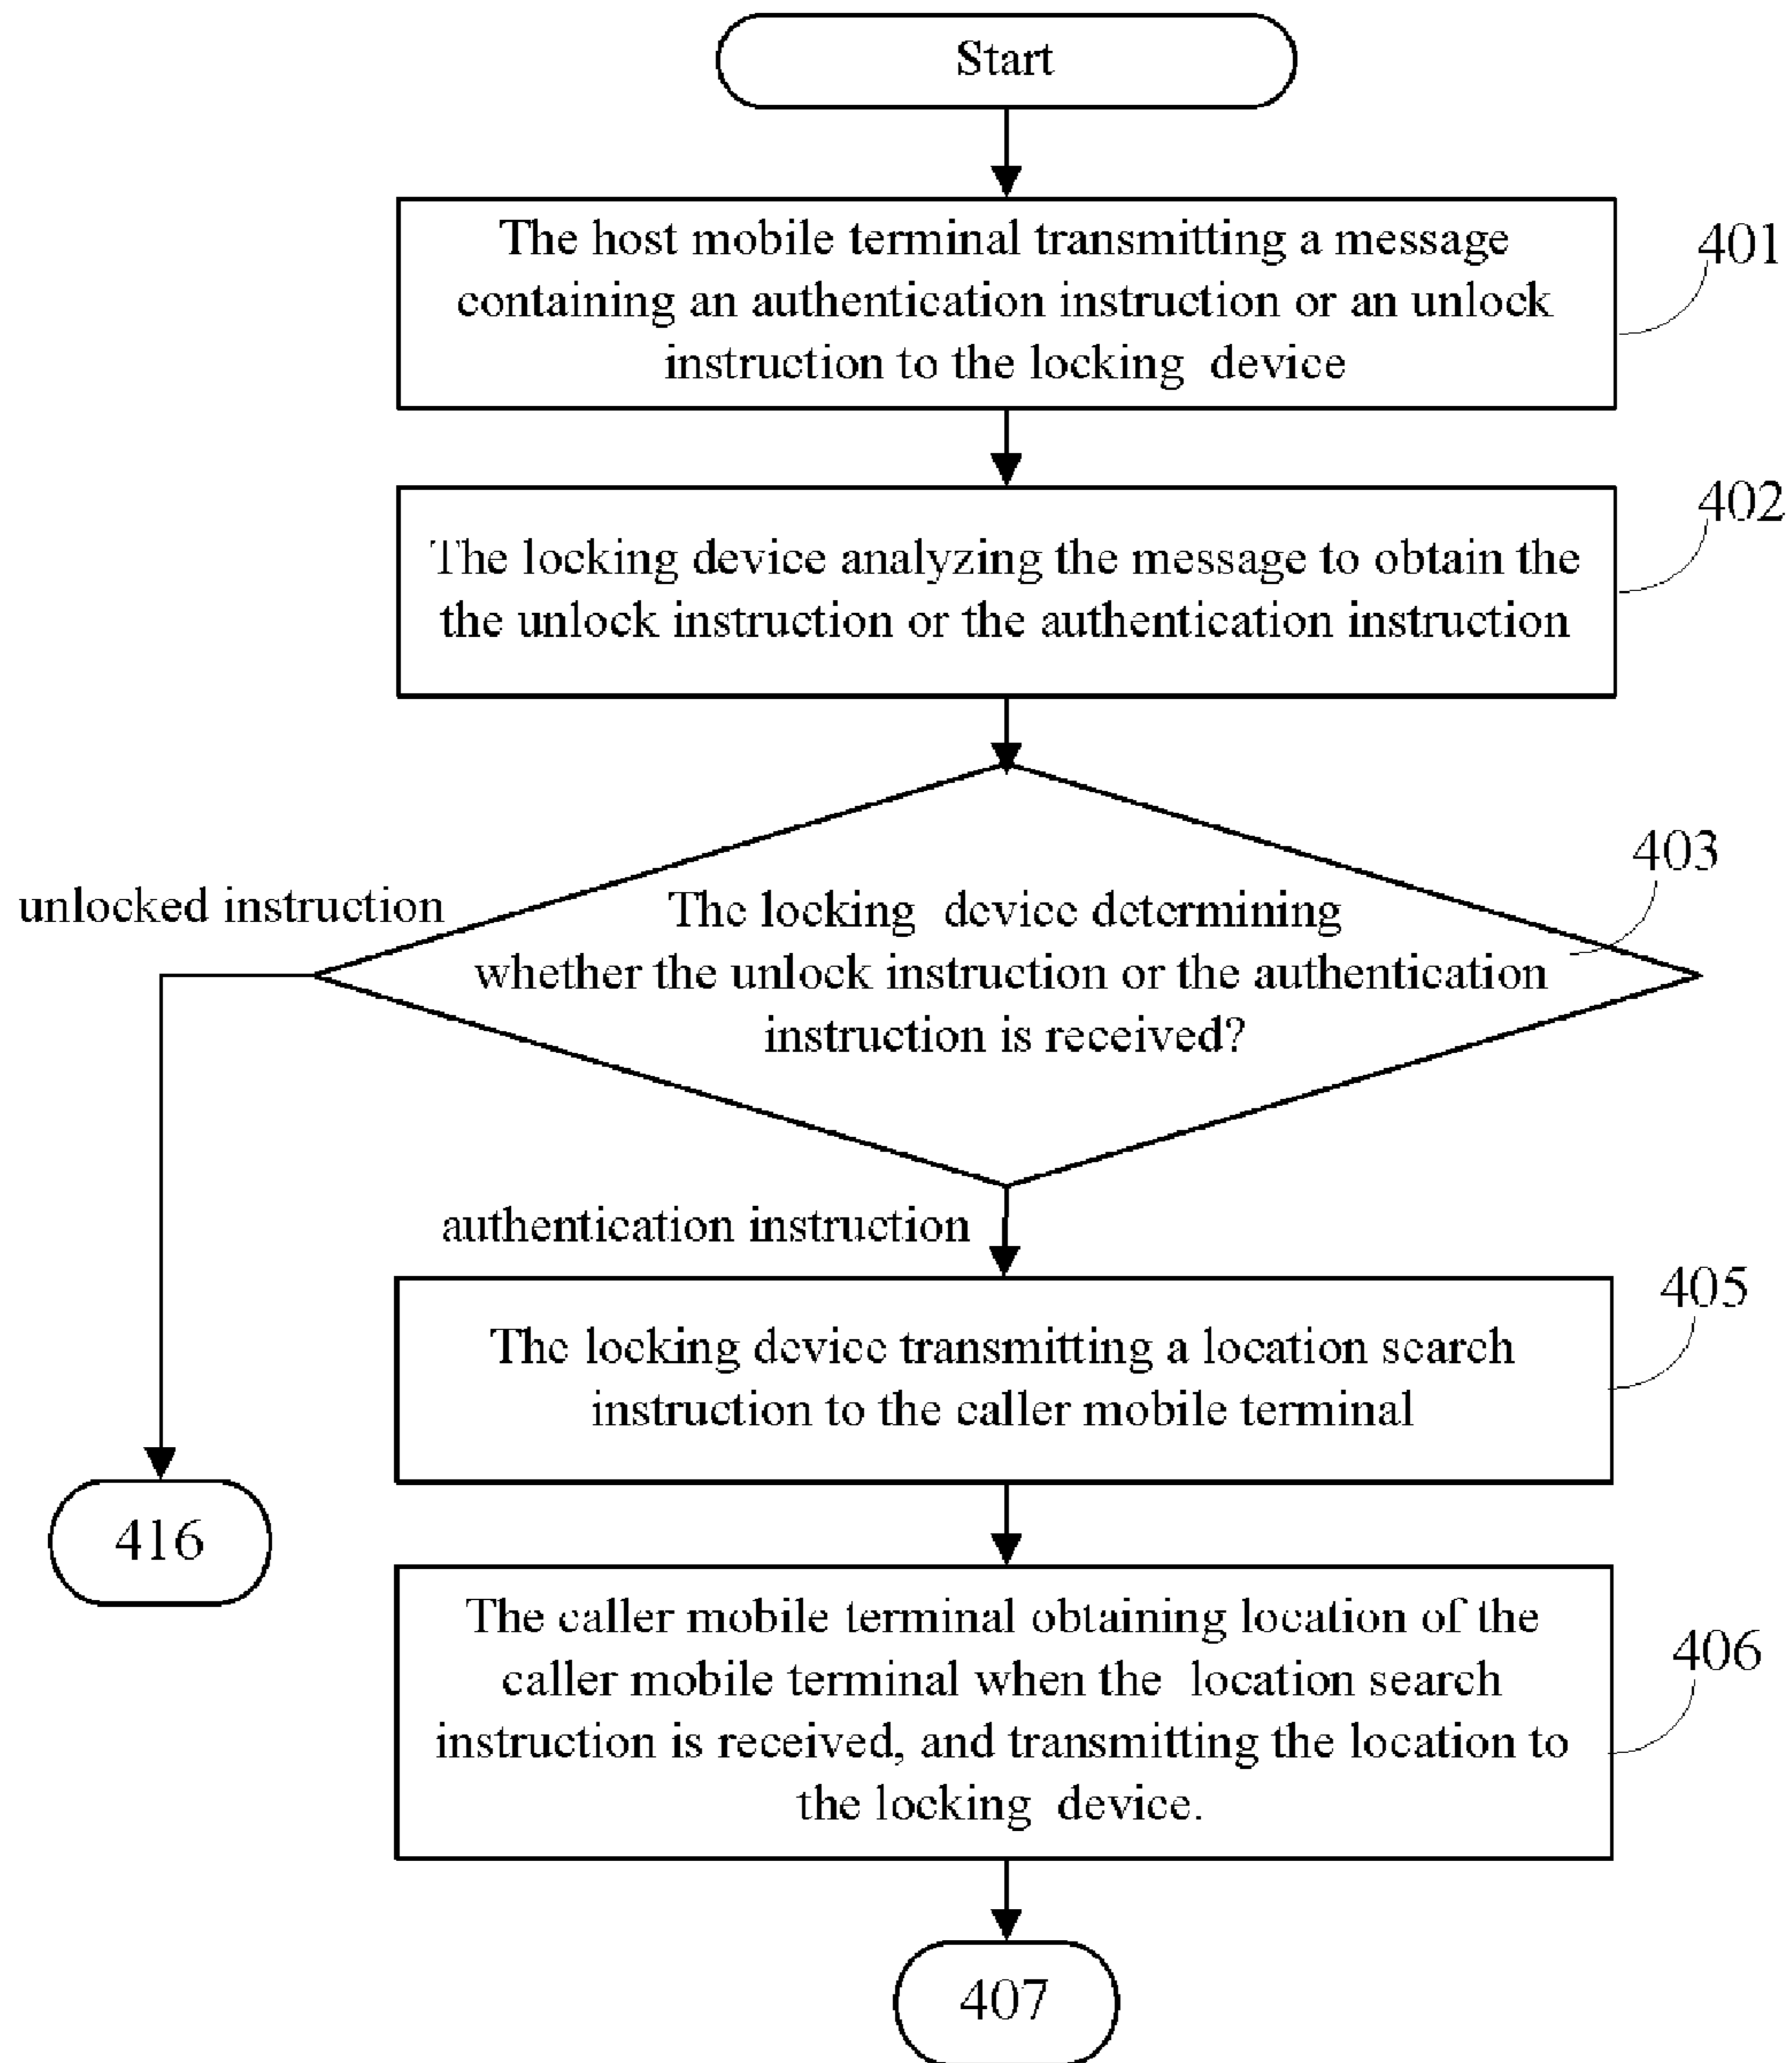 Start
The host mobile terminal transmitting a message
containing an authentication instruction or an unlock
instruction to the locking device
401
The locking device analyzing the message to obtain the
the unlock instruction or the authentication instruction
402
403
unlocked instruction
The locking device determining
whether the unlock instruction or the authentication
instruction is received?
authentication instruction
405
The locking device transmitting a location search
instruction to the caller mobile terminal
416
The caller mobile terminal obtaining location of the
caller mobile terminal when the location search
instruction is received, and transmitting the location to
the locking device.
406
407